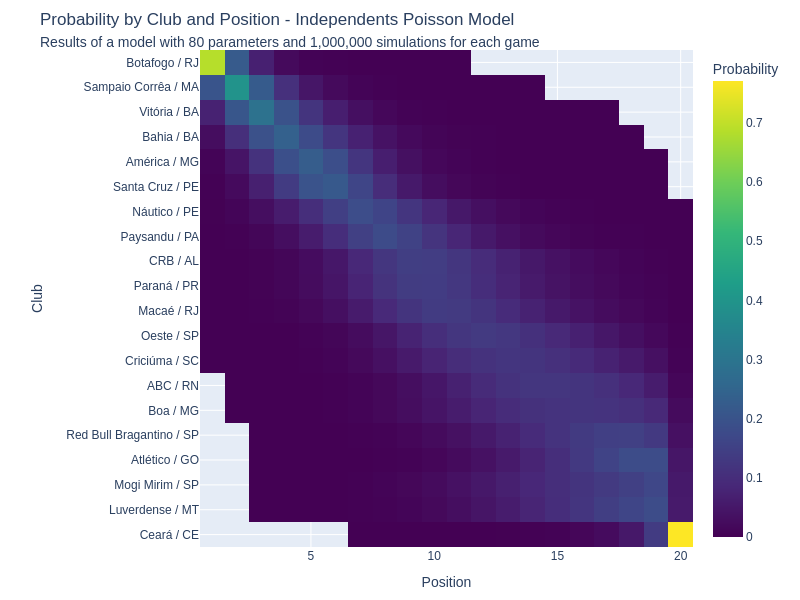 Probability by Club and Position - Independents Poisson Model
Results of a model with 80 parameters and 1,000,000 simulations for each game
Probability
Club
Botafogo / RJ
Sampaio Corrêa / MA
Vitória / BA
Bahia / BA
América / MG
Santa Cruz / PE
Náutico / PE
Paysandu / PA
CRB / AL
Paraná / PR
Macaé / RJ
Oeste / SP
Criciúma / SC
ABC / RN
Boa / MG
Red Bull Bragantino / SP
Atlético / GO
Mogi Mirim / SP
Luverdense / MT
Ceará / CE
0.7
0.6
0.5
0.4
0.3
0.2
0.1
0
5
10
15
20
Position